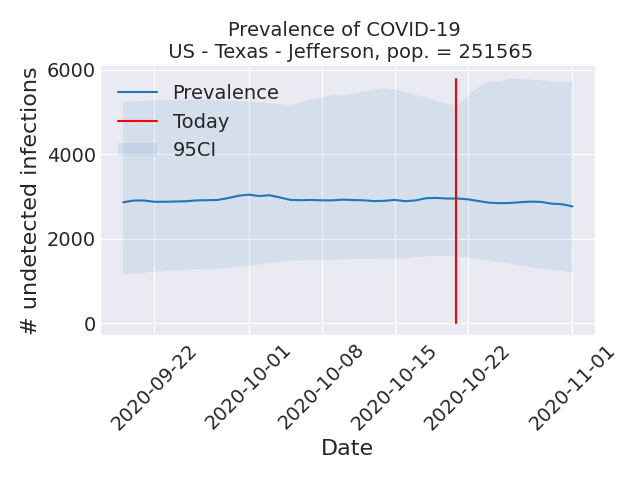 Prevalence of COVID-19
US - Texas - Jefferson, pop. = 251565
# undetected infections
6000
4000
2000
0
Prevalence
Today
95CI
2020-09-22
2020-10-01
2020-10-08
2020-10-15
2020-10-22
2020-11-01
Date